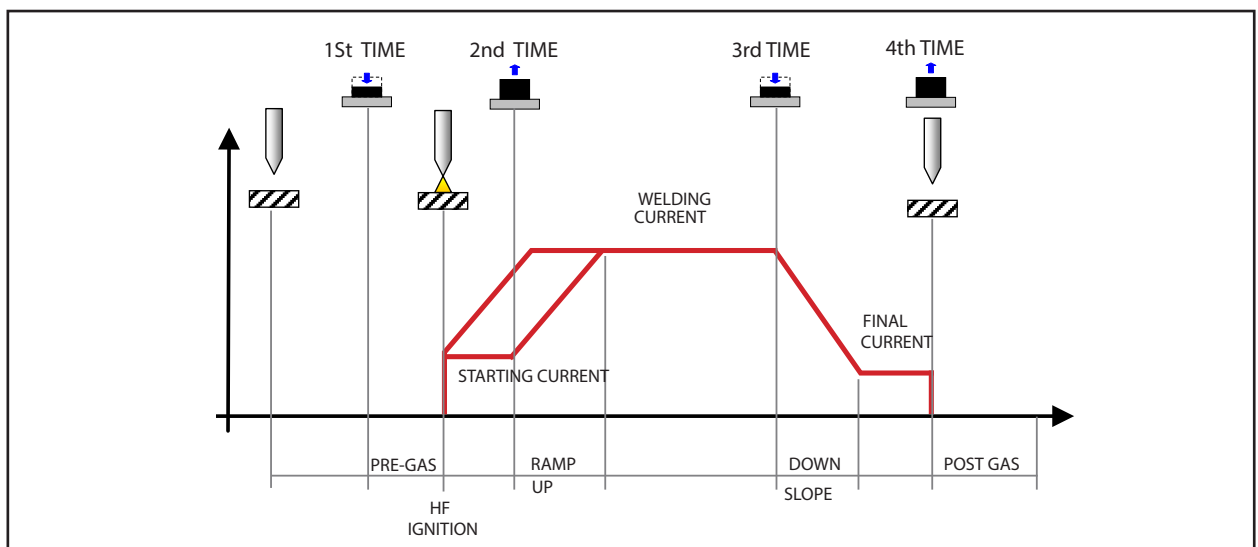 1St TIME
2nd TIME
3rd TIME
4th TIME
WELDING
CURRENT
FINAL
CURRENT
STARTING CURRENT
PRE-GAS
RAMP
UP
DOWN
SLOPE
POST GAS
HF
IGNITION